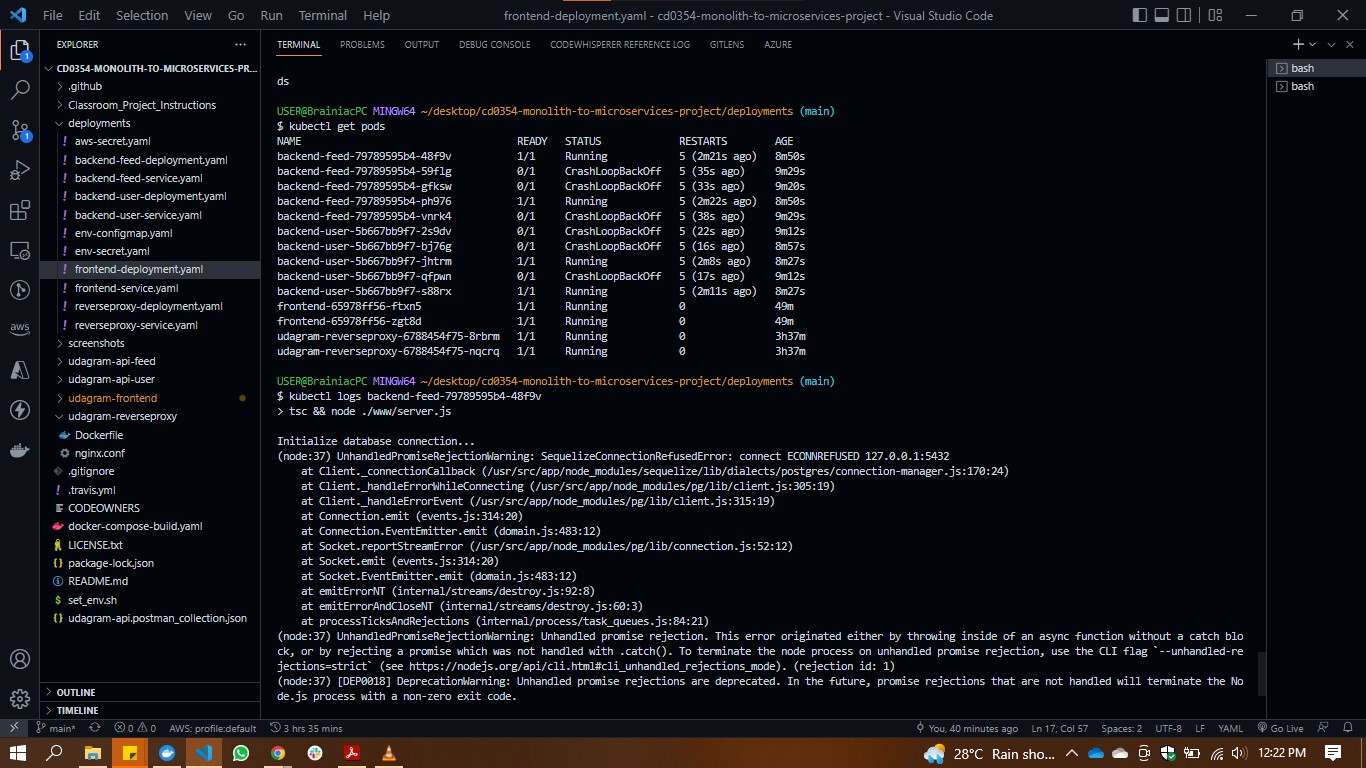 File Edit Selection View Go Run Terminal Help
frontend-deployment.yaml - cd0354-monolith-to-microservices-project - Visual Studio Code
EXPLORER
CD0354-MONOLITH-TO-MICROSERVICES-PR...
.github
Classroom_Project_Instructions
deployments
! aws-secret.yaml
! backend-feed-deployment.yaml
! backend-feed-service.yaml
! backend-user-deployment.yaml
! backend-user-service.yaml
! env-configmap.yaml
! env-secret.yaml
! frontend-deployment.yaml
! frontend-service.yaml
! reverseproxy-deployment.yaml
! reverseproxy-service.yaml
screenshots
udagram-api-feed
udagram-api-user
udagram-frontend
udagram-reverseproxy
Dockerfile
nginx.conf
.gitignore
! .travis.yml
CODEOWNERS
docker-compose-build.yaml
LICENSE.txt
{} package-lock.json
README.md
$ set_env.sh
{} udagram-api.postman_collection.json
OUTLINE
TIMELINE
1
1
aws
TERMINAL PROBLEMS OUTPUT DEBUG CONSOLE CODEWHISPERER REFERENCE LOG GITLENS AZURE
bash
bash
ds
USER@BrainiacPC MINGW64 ~/desktop/cd0354-monolith-to-microservices-project/deployments (main)
$ kubectl get pods
NAME READY STATUS RESTARTS AGE
backend-feed-79789595b4-48f9v 1/1 Running 5 (2m21s ago) 8m50s
backend-feed-79789595b4-59flg 0/1 CrashLoopBackOff 5 (35s ago) 9m29s
backend-feed-79789595b4-gfksw 0/1 CrashLoopBackOff 5 (33s ago) 9m20s
backend-feed-79789595b4-ph976 1/1 Running 5 (2m22s ago) 8m50s
backend-feed-79789595b4-vnrk4 0/1 CrashLoopBackOff 5 (38s ago) 9m29s
backend-user-5b667bb9f7-2s9dv 0/1 CrashLoopBackOff 5 (22s ago) 9m12s
backend-user-5b667bb9f7-bj76g 0/1 CrashLoopBackOff 5 (16s ago) 8m57s
backend-user-5b667bb9f7-jhtrm 1/1 Running 5 (2m8s ago) 8m27s
backend-user-5b667bb9f7-qfpwn 0/1 CrashLoopBackOff 5 (17s ago) 9m12s
backend-user-5b667bb9f7-s88rx 1/1 Running 5 (2m11s ago) 8m27s
frontend-65978ff56-ftxn5 1/1 Running 0 49m
frontend-65978ff56-zgt8d 1/1 Running 0 49m
udagram-reverseproxy-6788454f75-8rbrm 1/1 Running 0 3h37m
udagram-reverseproxy-6788454f75-nqcrq 1/1 Running 0 3h37m
USER@BrainiacPC MINGW64 ~/desktop/cd0354-monolith-to-microservices-project/deployments (main)
$ kubectl logs backend-feed-79789595b4-48f9v
> tsc && node ./www/server.js
Initialize database connection...
(node:37) UnhandledPromiseRejectionWarning: SequelizeConnectionRefusedError: connect ECONNREFUSED 127.0.0.1:5432
at Client._connectionCallback (/usr/src/app/node_modules/sequelize/lib/dialects/postgres/connection-manager.js:170:24)
at Client._handleErrorWhileConnecting (/usr/src/app/node_modules/pg/lib/client.js:305:19)
at Client._handleErrorEvent (/usr/src/app/node_modules/pg/lib/client.js:315:19)
at Connection.emit (events.js:314:20)
at Connection.EventEmitter.emit (domain.js:483:12)
at Socket.reportStreamError (/usr/src/app/node_modules/pg/lib/connection.js:52:12)
at Socket.emit (events.js:314:20)
at Socket.EventEmitter.emit (domain.js:483:12)
at emitErrorNT (internal/streams/destroy.js:92:8)
at emitErrorAndCloseNT (internal/streams/destroy.js:60:3)
at processTicksAndRejections (internal/process/task_queues.js:84:21)
(node:37) UnhandledPromiseRejectionWarning: Unhandled promise rejection. This error originated either by throwing inside of an async function without a catch blo
ck, or by rejecting a promise which was not handled with .catch(). To terminate the node process on unhandled promise rejection, use the CLI flag `--unhandled-re
jections=strict` (see https://nodejs.org/api/cli.html#cli_unhandled_rejections_mode). (rejection id: 1)
(node:37) [DEP0018] DeprecationWarning: Unhandled promise rejections are deprecated. In the future, promise rejections that are not handled will terminate the No
de.js process with a non-zero exit code.
main* 0 0 AWS: profile:default 3 hrs 35 mins You, 40 minutes ago Ln 17, Col 57 Spaces: 2 UTF-8 LF YAML Go Live
28°C Rain sho... 12:22 PM